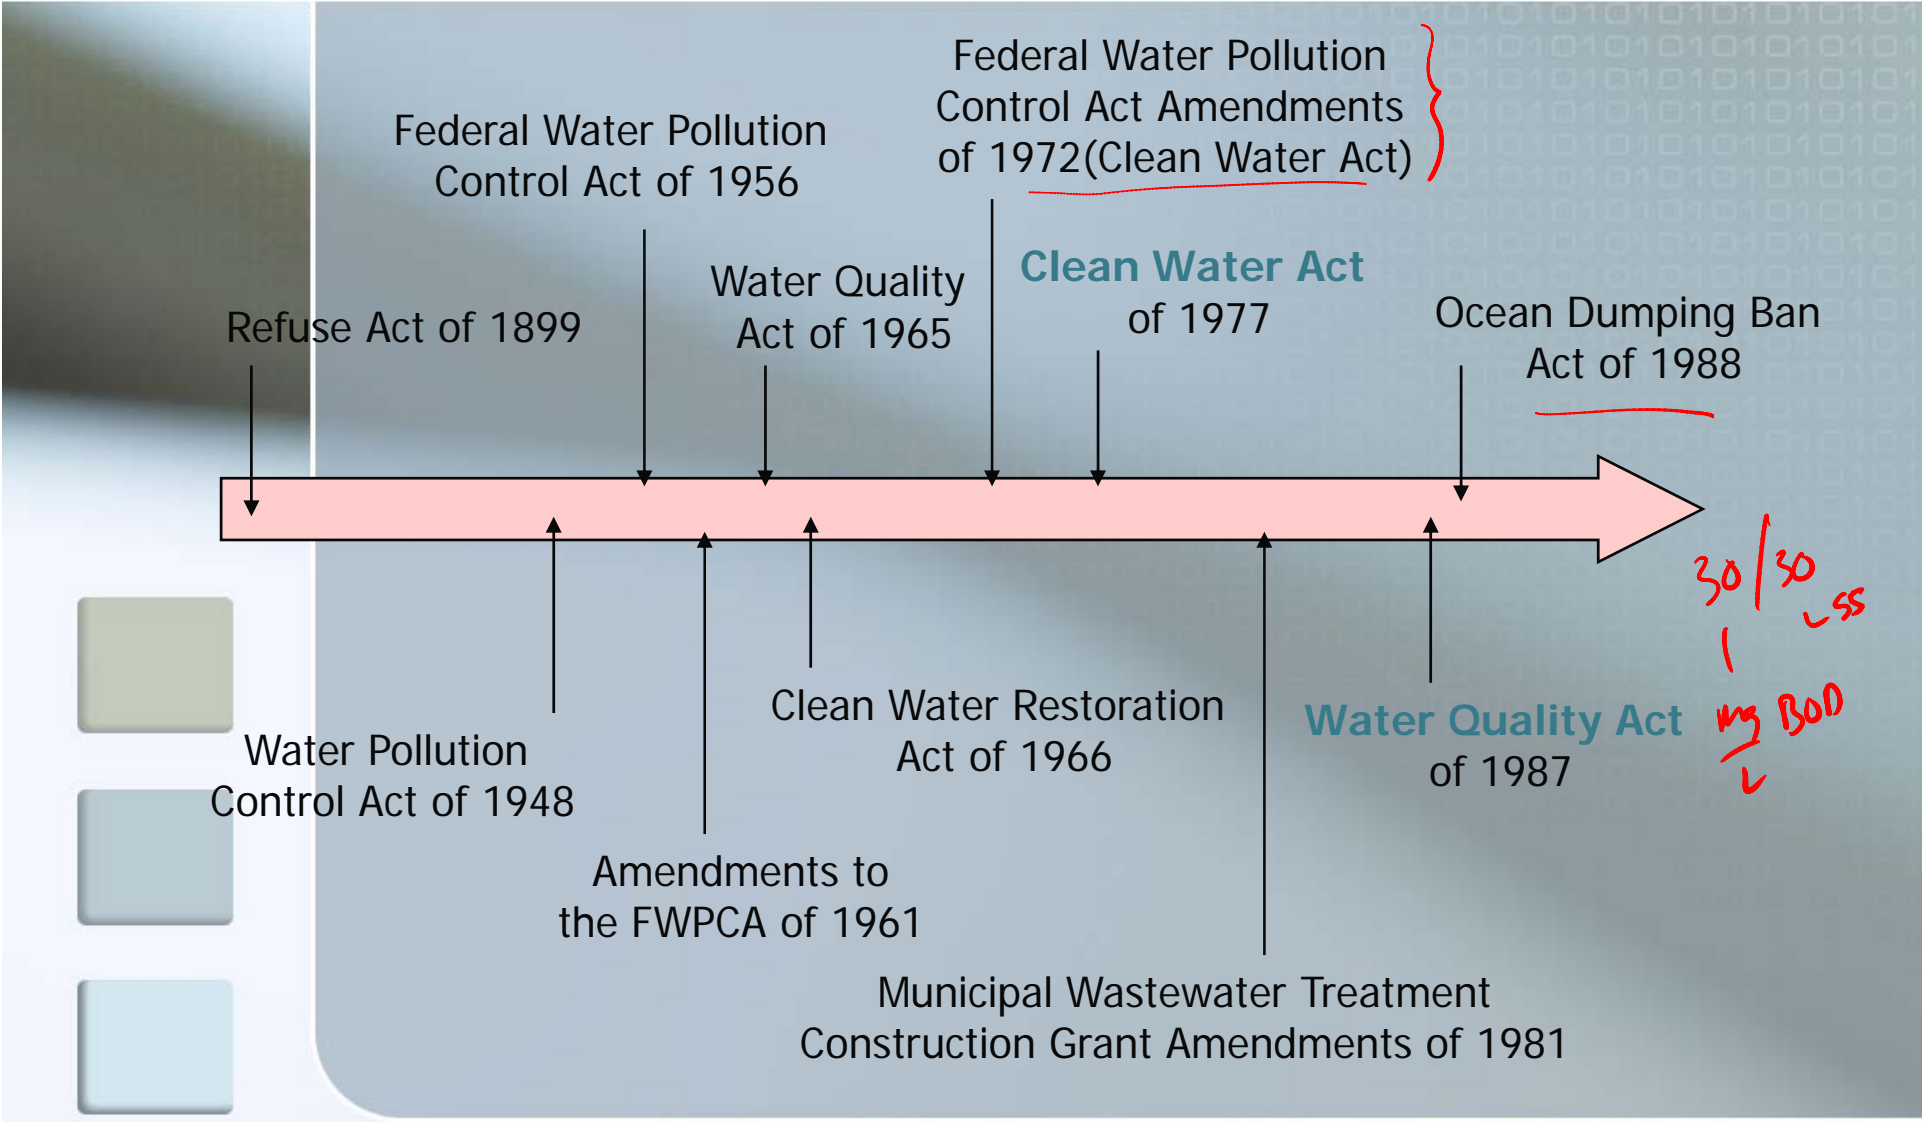 Federal Water Pollution
Control Act Amendments
of 1972(Clean Water Act)
Federal Water Pollution
Control Act of 1956
Clean Water Act
of 1977
Water Quality
Act of 1965
Refuse Act of 1899
Ocean Dumping Ban
Act of 1988
30/30
SS
mg BOD
L
Clean Water Restoration
Act of 1966
Water Quality Act
of 1987
Water Pollution
Control Act of 1948
Amendments to
the FWPCA of 1961
Municipal Wastewater Treatment
Construction Grant Amendments of 1981